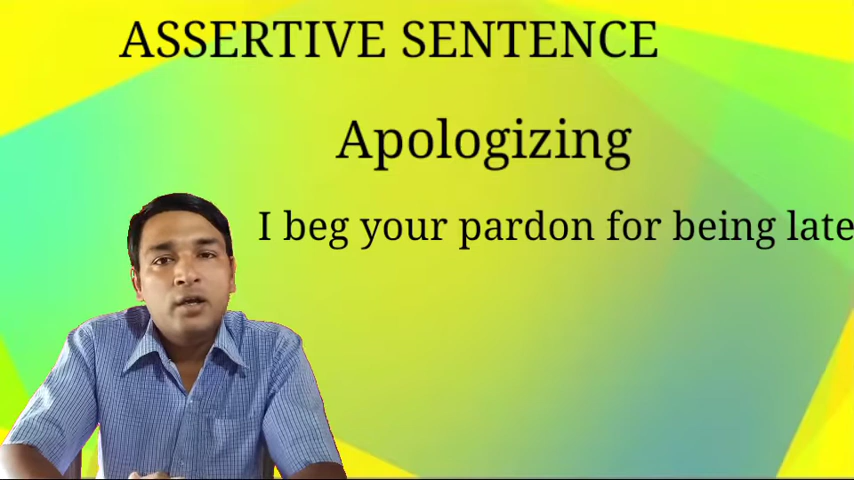 ASSERTIVE SENTENCE
Apologizing
I beg your pardon for being late